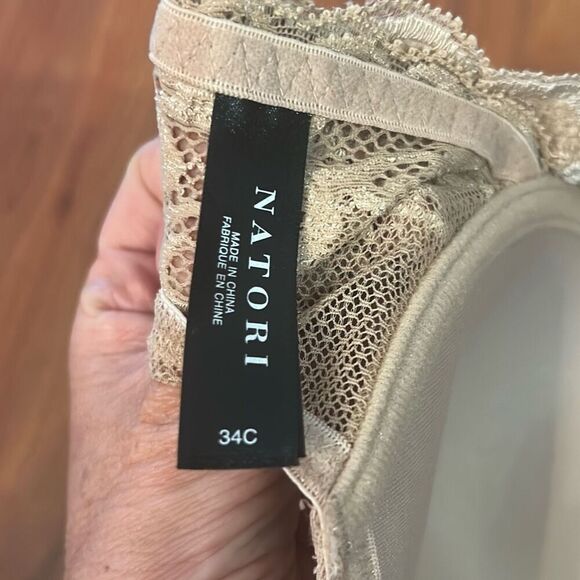 NATORI
MADE IN CHINA
FABRIQUE EN CHINE
34C